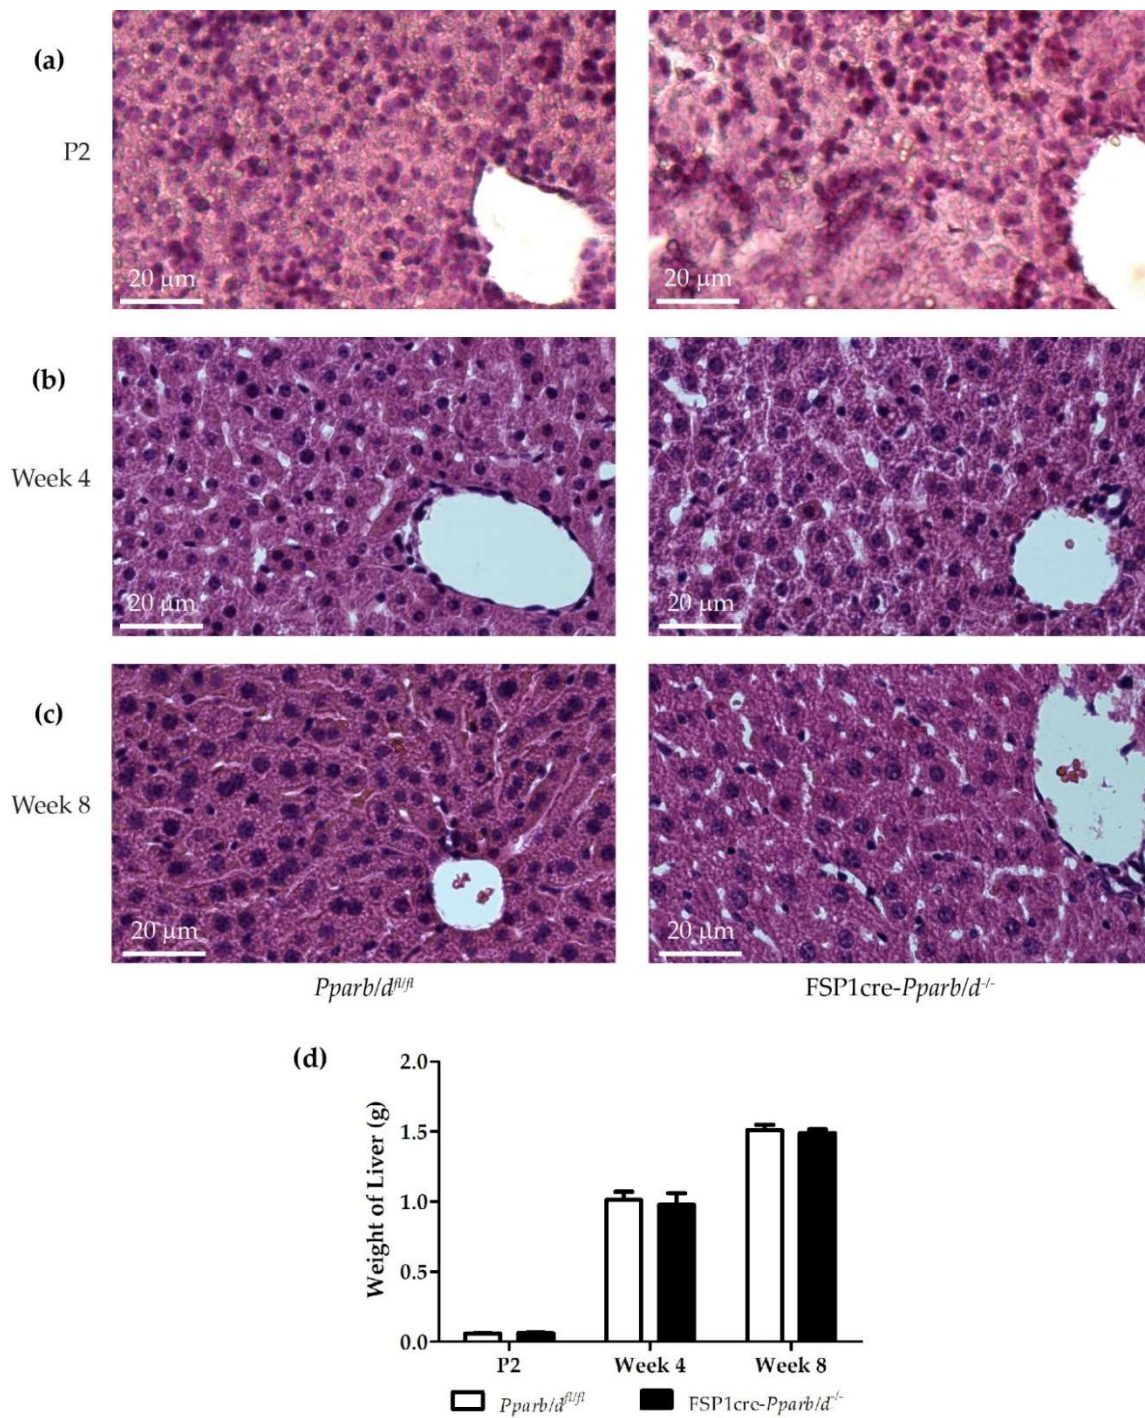 (a)
P2
20 μm
20 μm
(b)
Week 4
20 μm
20 μm
(c)
Week 8
20 μm
20 μm
Pparb/d^fl/fl
FSP1cre-Pparb/d^-/-
(d)
Weight of Liver (g)
2.0
1.5
1.0
0.5
0.0
P2 Week 4 Week 8
Pparb/d^fl/fl FSP1cre-Pparb/d^-/-